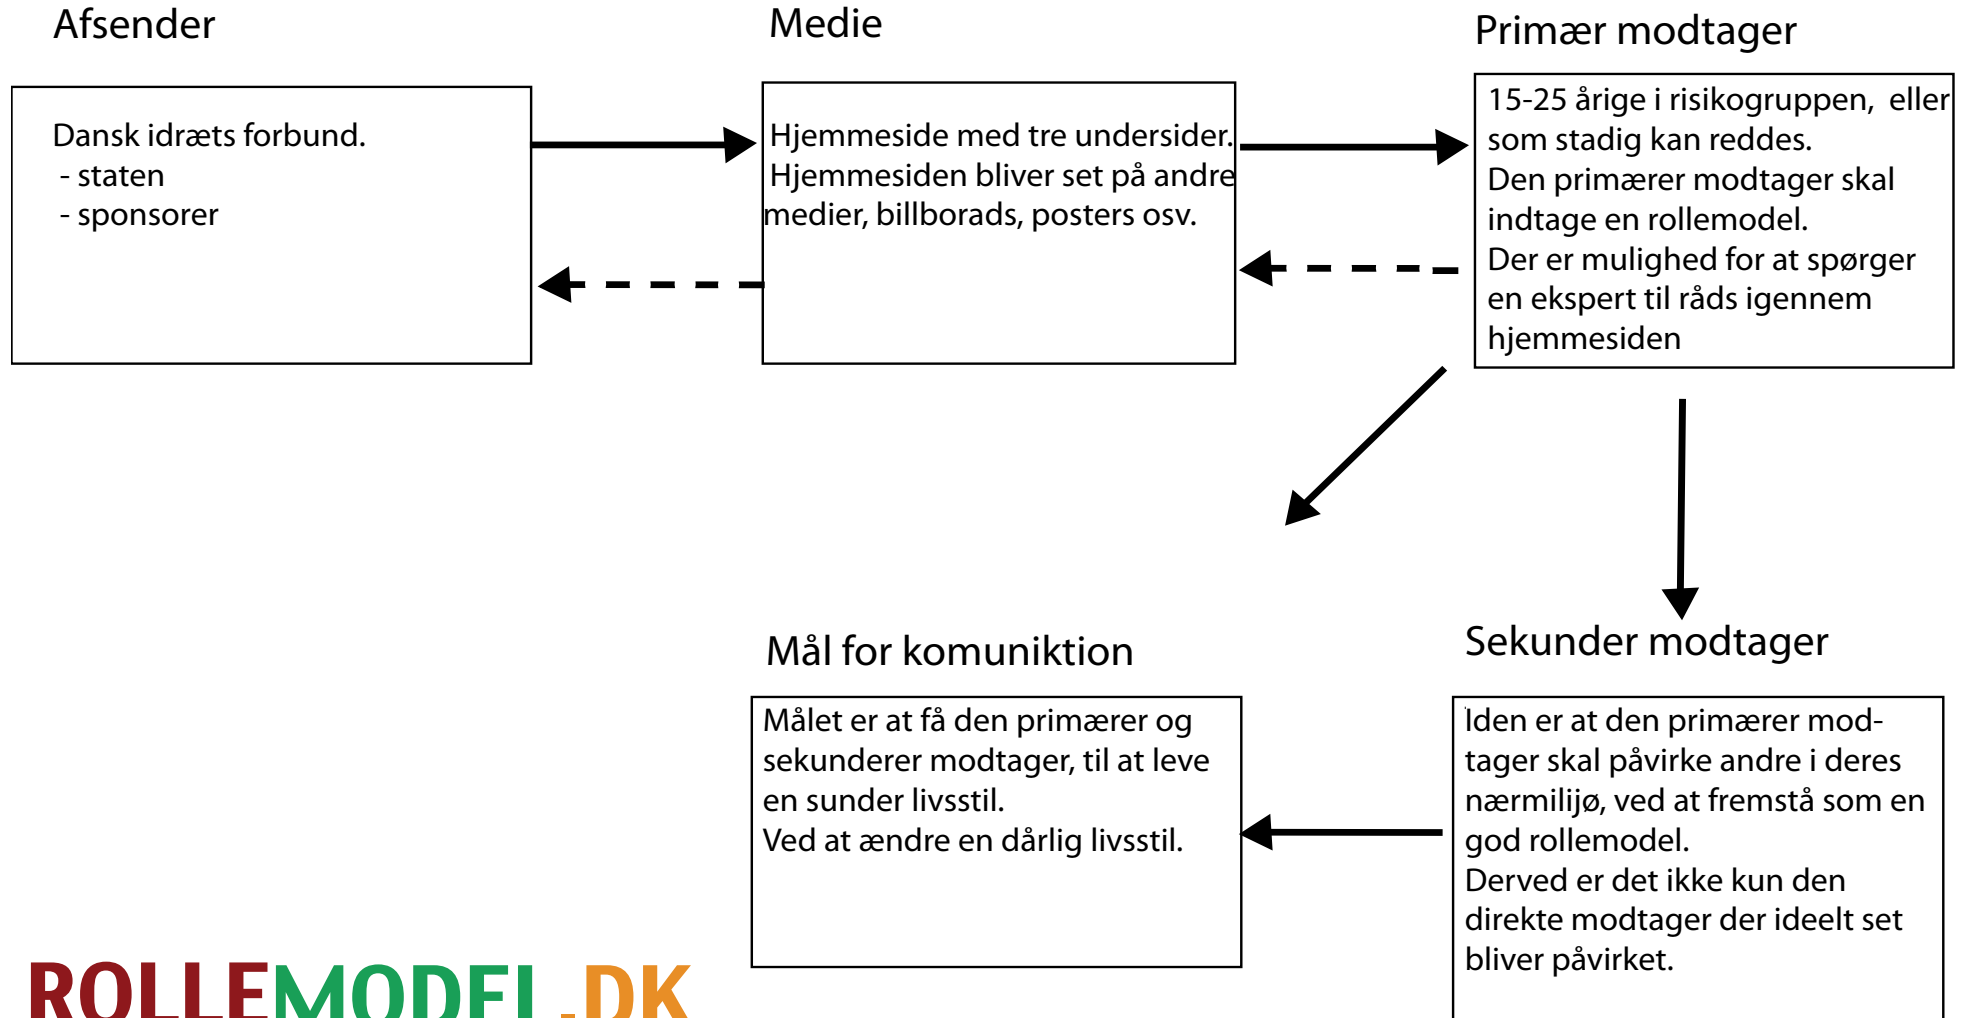 Afsender
Dansk idræts forbund.
- staten
- sponsorer
Medie
Hjemmeside med tre undersider.
Hjemmesiden bliver set på andre
medier, billborads, posters osv.
Primær modtager
15-25 årige i risikogruppen, eller
som stadig kan reddes.
Den primærer modtager skal
indtage en rollemodel.
Der er mulighed for at spørger
en ekspert til råds igennem
hjemmesiden
Mål for komuniktion
Målet er at få den primærer og
sekunderer modtager, til at leve
en sunder livsstil.
Ved at ændre en dårlig livsstil.
Sekunder modtager
Iden er at den primærer mod-
tager skal påvirke andre i deres
nærmilijø, ved at fremstå som en
god rollemodel.
Derved er det ikke kun den
direkte modtager der ideelt set
bliver påvirket.
ROLLEMODEL.DK